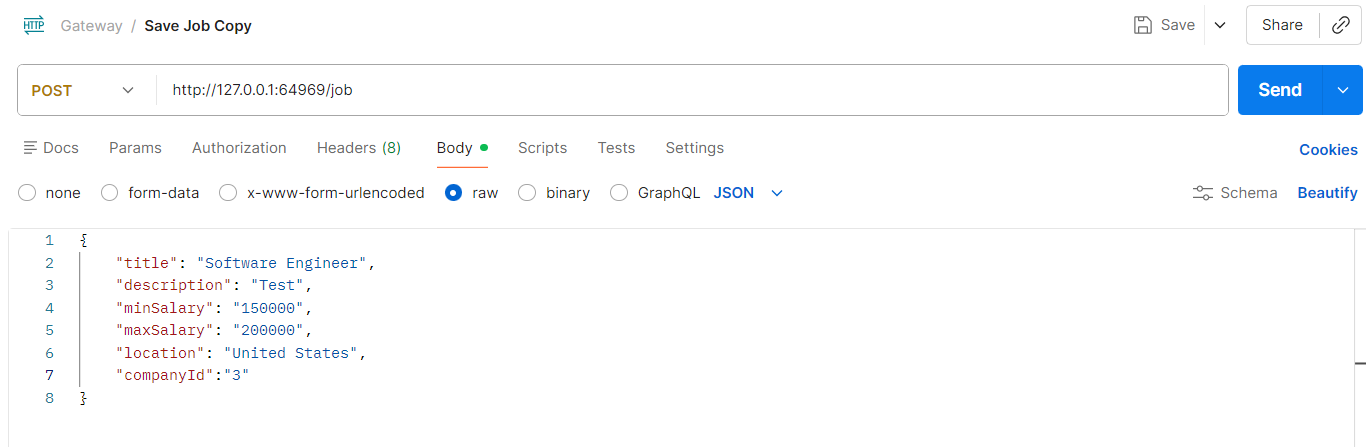 HTTP Gateway / Save Job Copy Save Share
POST http://127.0.0.1:64969/job Send
Docs Params Authorization Headers (8) Body Scripts Tests Settings Cookies
none form-data x-www-form-urlencoded raw binary GraphQL JSON Schema Beautify
1 {
2 "title": "Software Engineer",
3 "description": "Test",
4 "minSalary": "150000",
5 "maxSalary": "200000",
6 "location": "United States",
7 "companyId":"3"
8 }